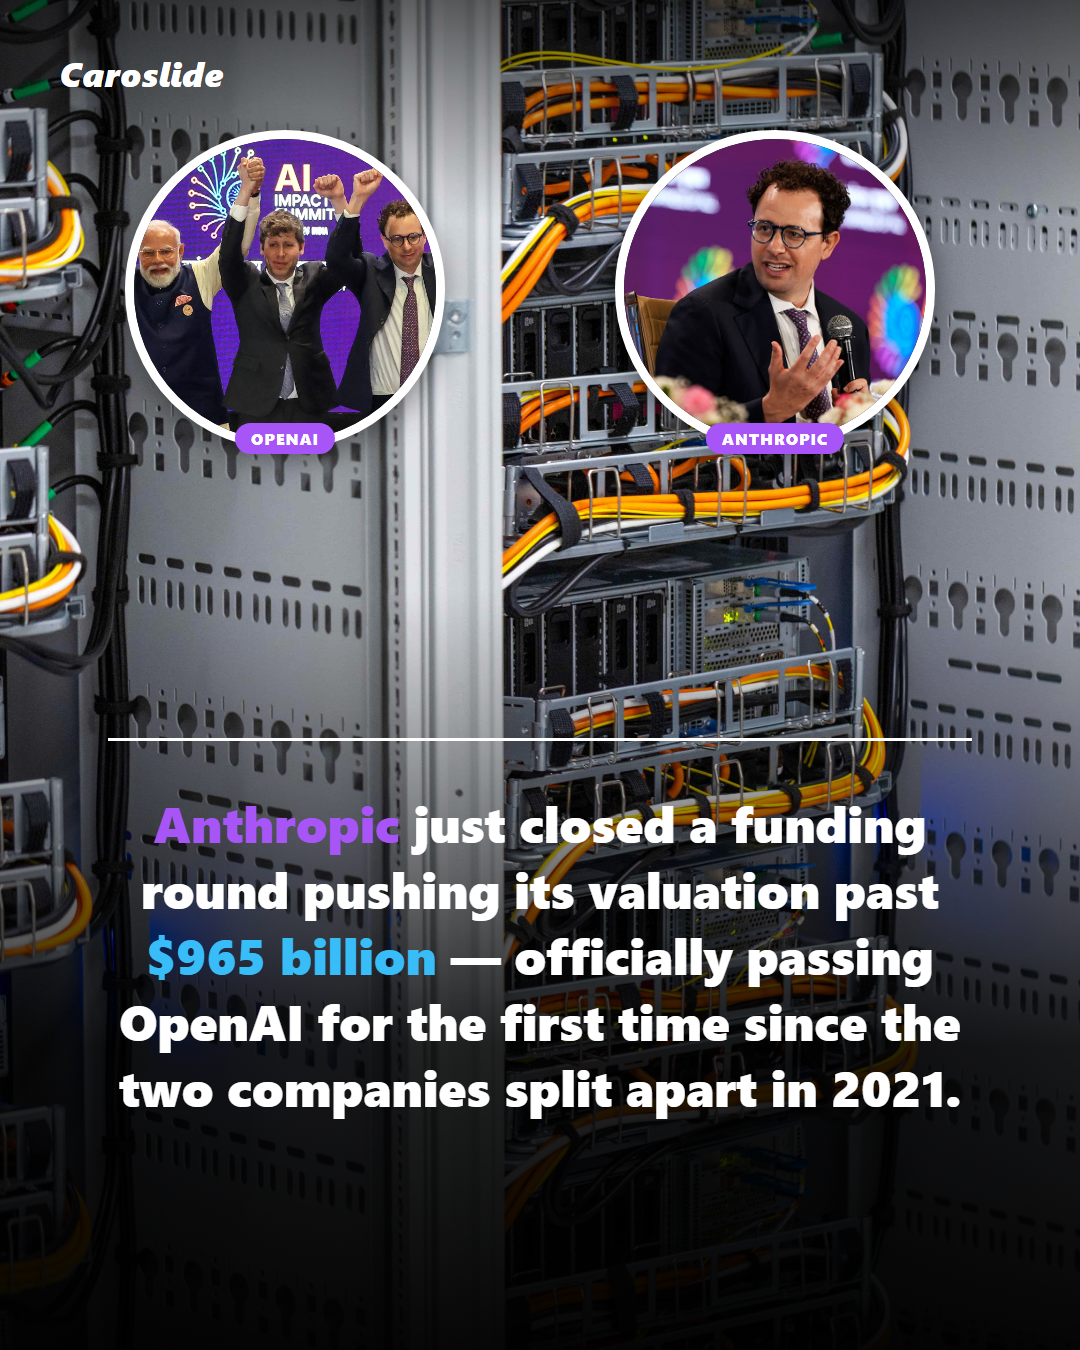 Caroslide
AI
IMPACT
SUMMIT
INDIA
OPENAI
ANTHROPIC
Anthropic just closed a funding
round pushing its valuation past
$965 billion — officially passing
OpenAI for the first time since the
two companies split apart in 2021.